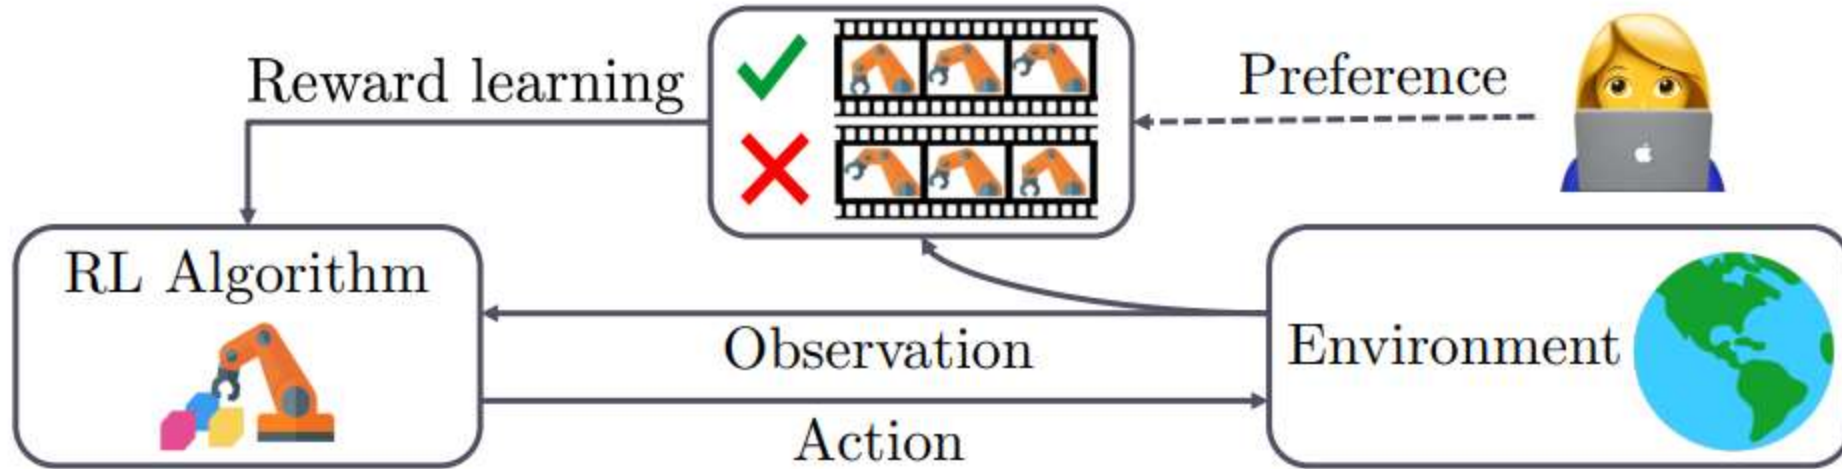 Reward learning
Preference
RL Algorithm
Observation
Environment
Action